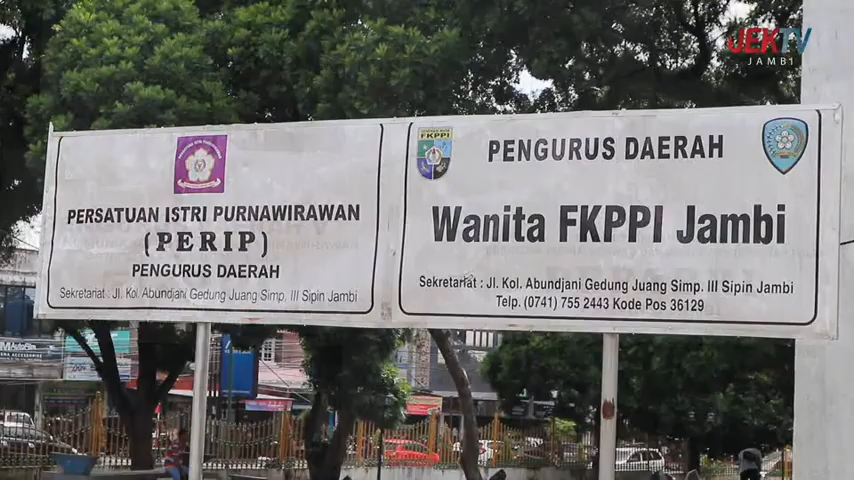 JEKTV
JAMBI
PERSATUAN ISTRI PURNAWIRAWAN
(PERIP)
PENGURUS DAERAH
Sekretariat : Jl. Kol. Abundjani Gedung Juang Simp. III Sipin Jambi
FKPPI
PENGURUS DAERAH
Wanita FKPPI Jambi
Sekretariat : Jl. Kol. Abundjani Gedung Juang Simp. III Sipin Jambi
Telp. (0741) 755 2443 Kode Pos 36129